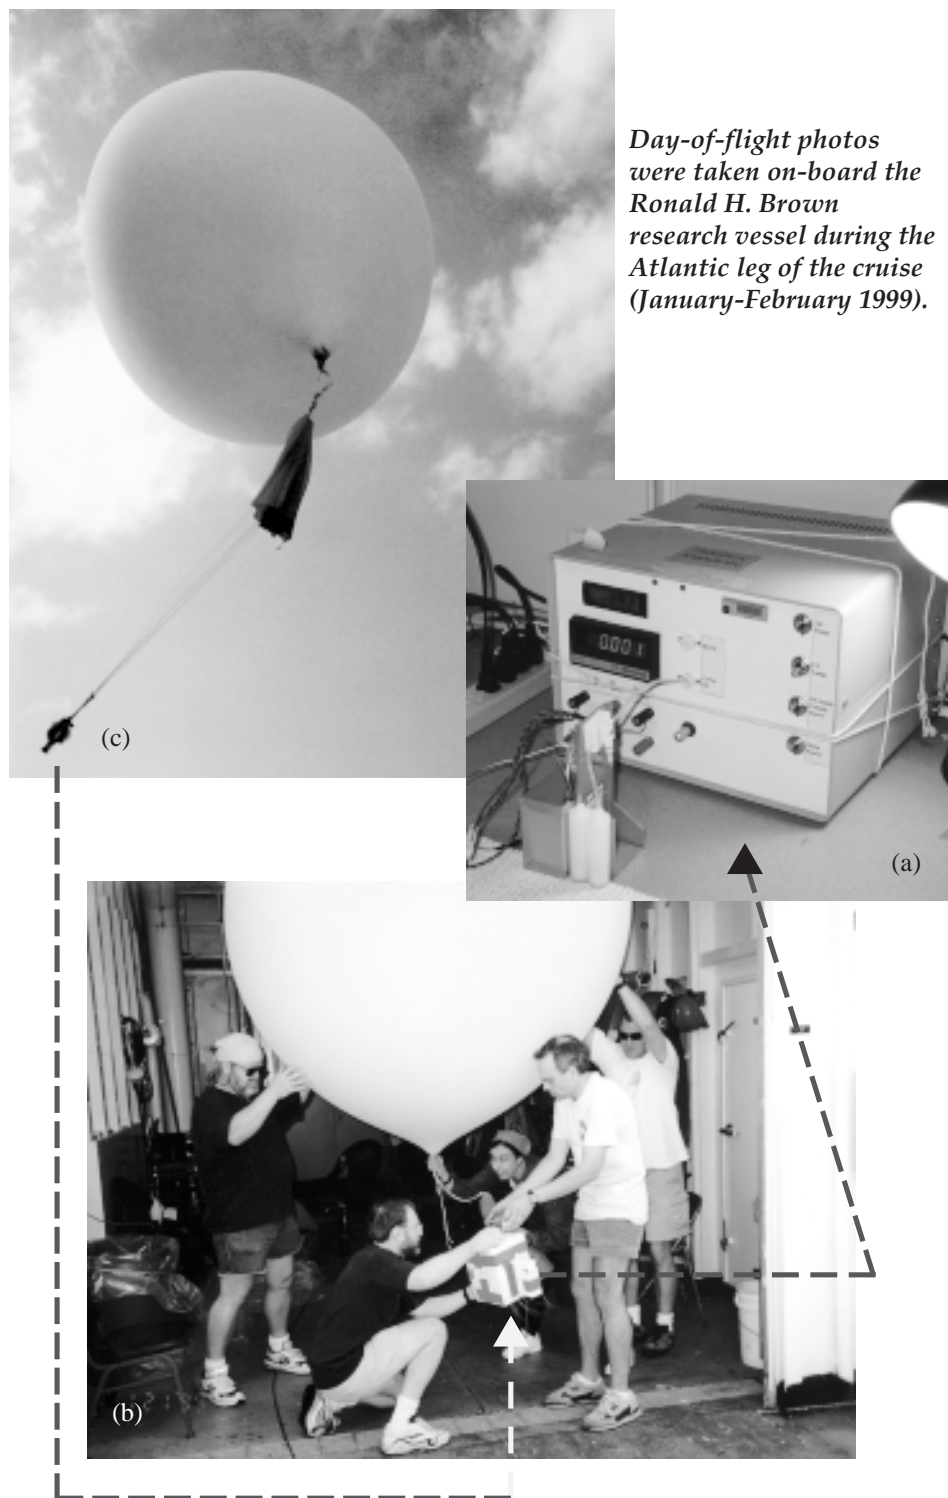 Day-of-flight photos
were taken on-board the
Ronald H. Brown
research vessel during the
Atlantic leg of the cruise
(January-February 1999).
(c)
0.001
(a)
(b)